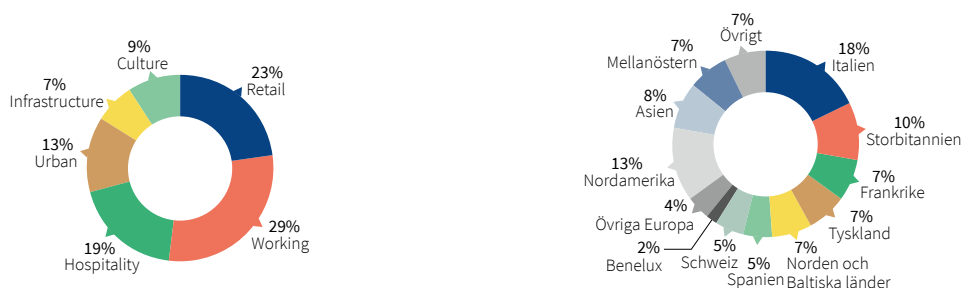 9%
Culture
23%
Retail
7%
Infrastructure
13%
Urban
19%
Hospitality
29%
Working
7%
Övrigt
7%
Mellanöstern
18%
Italien
8%
Asien
10%
Storbritannien
13%
Nordamerika
7%
Frankrike
4%
Övriga Europa
7%
Tyskland
2%
Benelux
5%
Schweiz
5%
Spanien
7%
Norden och
Baltiska länder